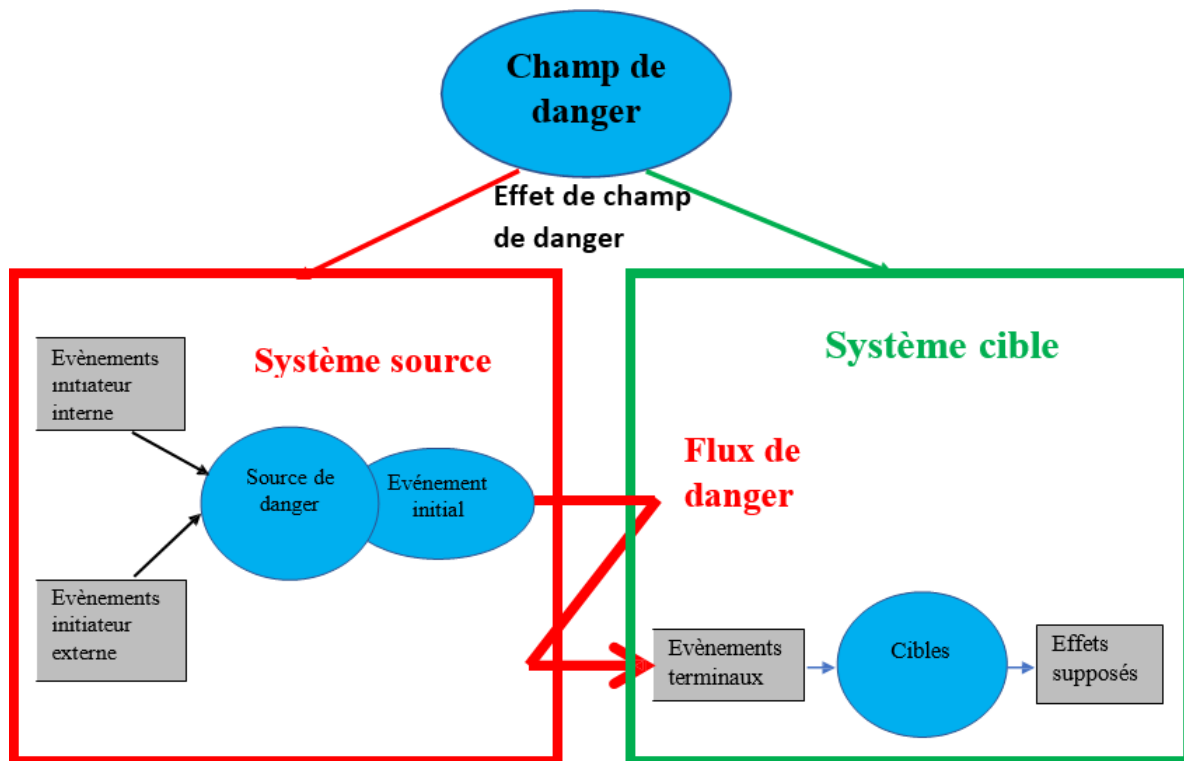 Champ de
danger
Effet de champ
de danger
Système source
Evènements
initiateur
interne
Source de
danger
Evénement
initial
Evènements
initiateur
externe
Système cible
Flux de
danger
Evènements
terminaux
Cibles
Effets
supposés